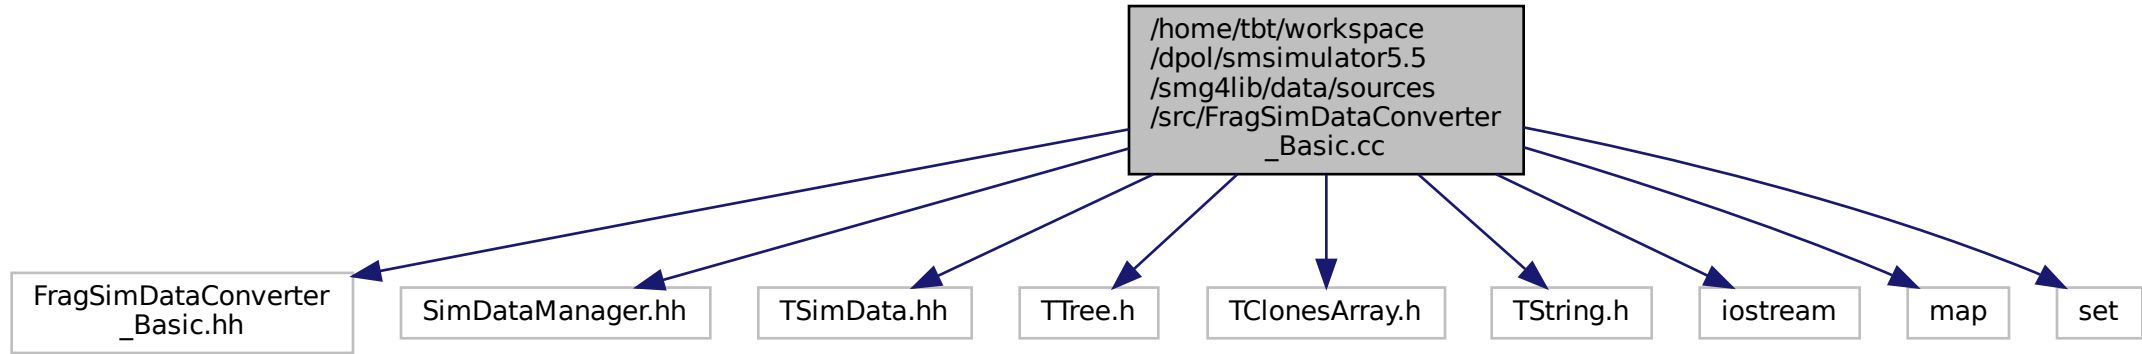 /home/tbt/workspace
/dpol/smsimulator5.5
/smg4lib/data/sources
/src/FragSimDataConverter
_Basic.cc
FragSimDataConverter
_Basic.hh
SimDataManager.hh
TSimData.hh
TTree.h
TClonesArray.h
TString.h
iostream
map
set